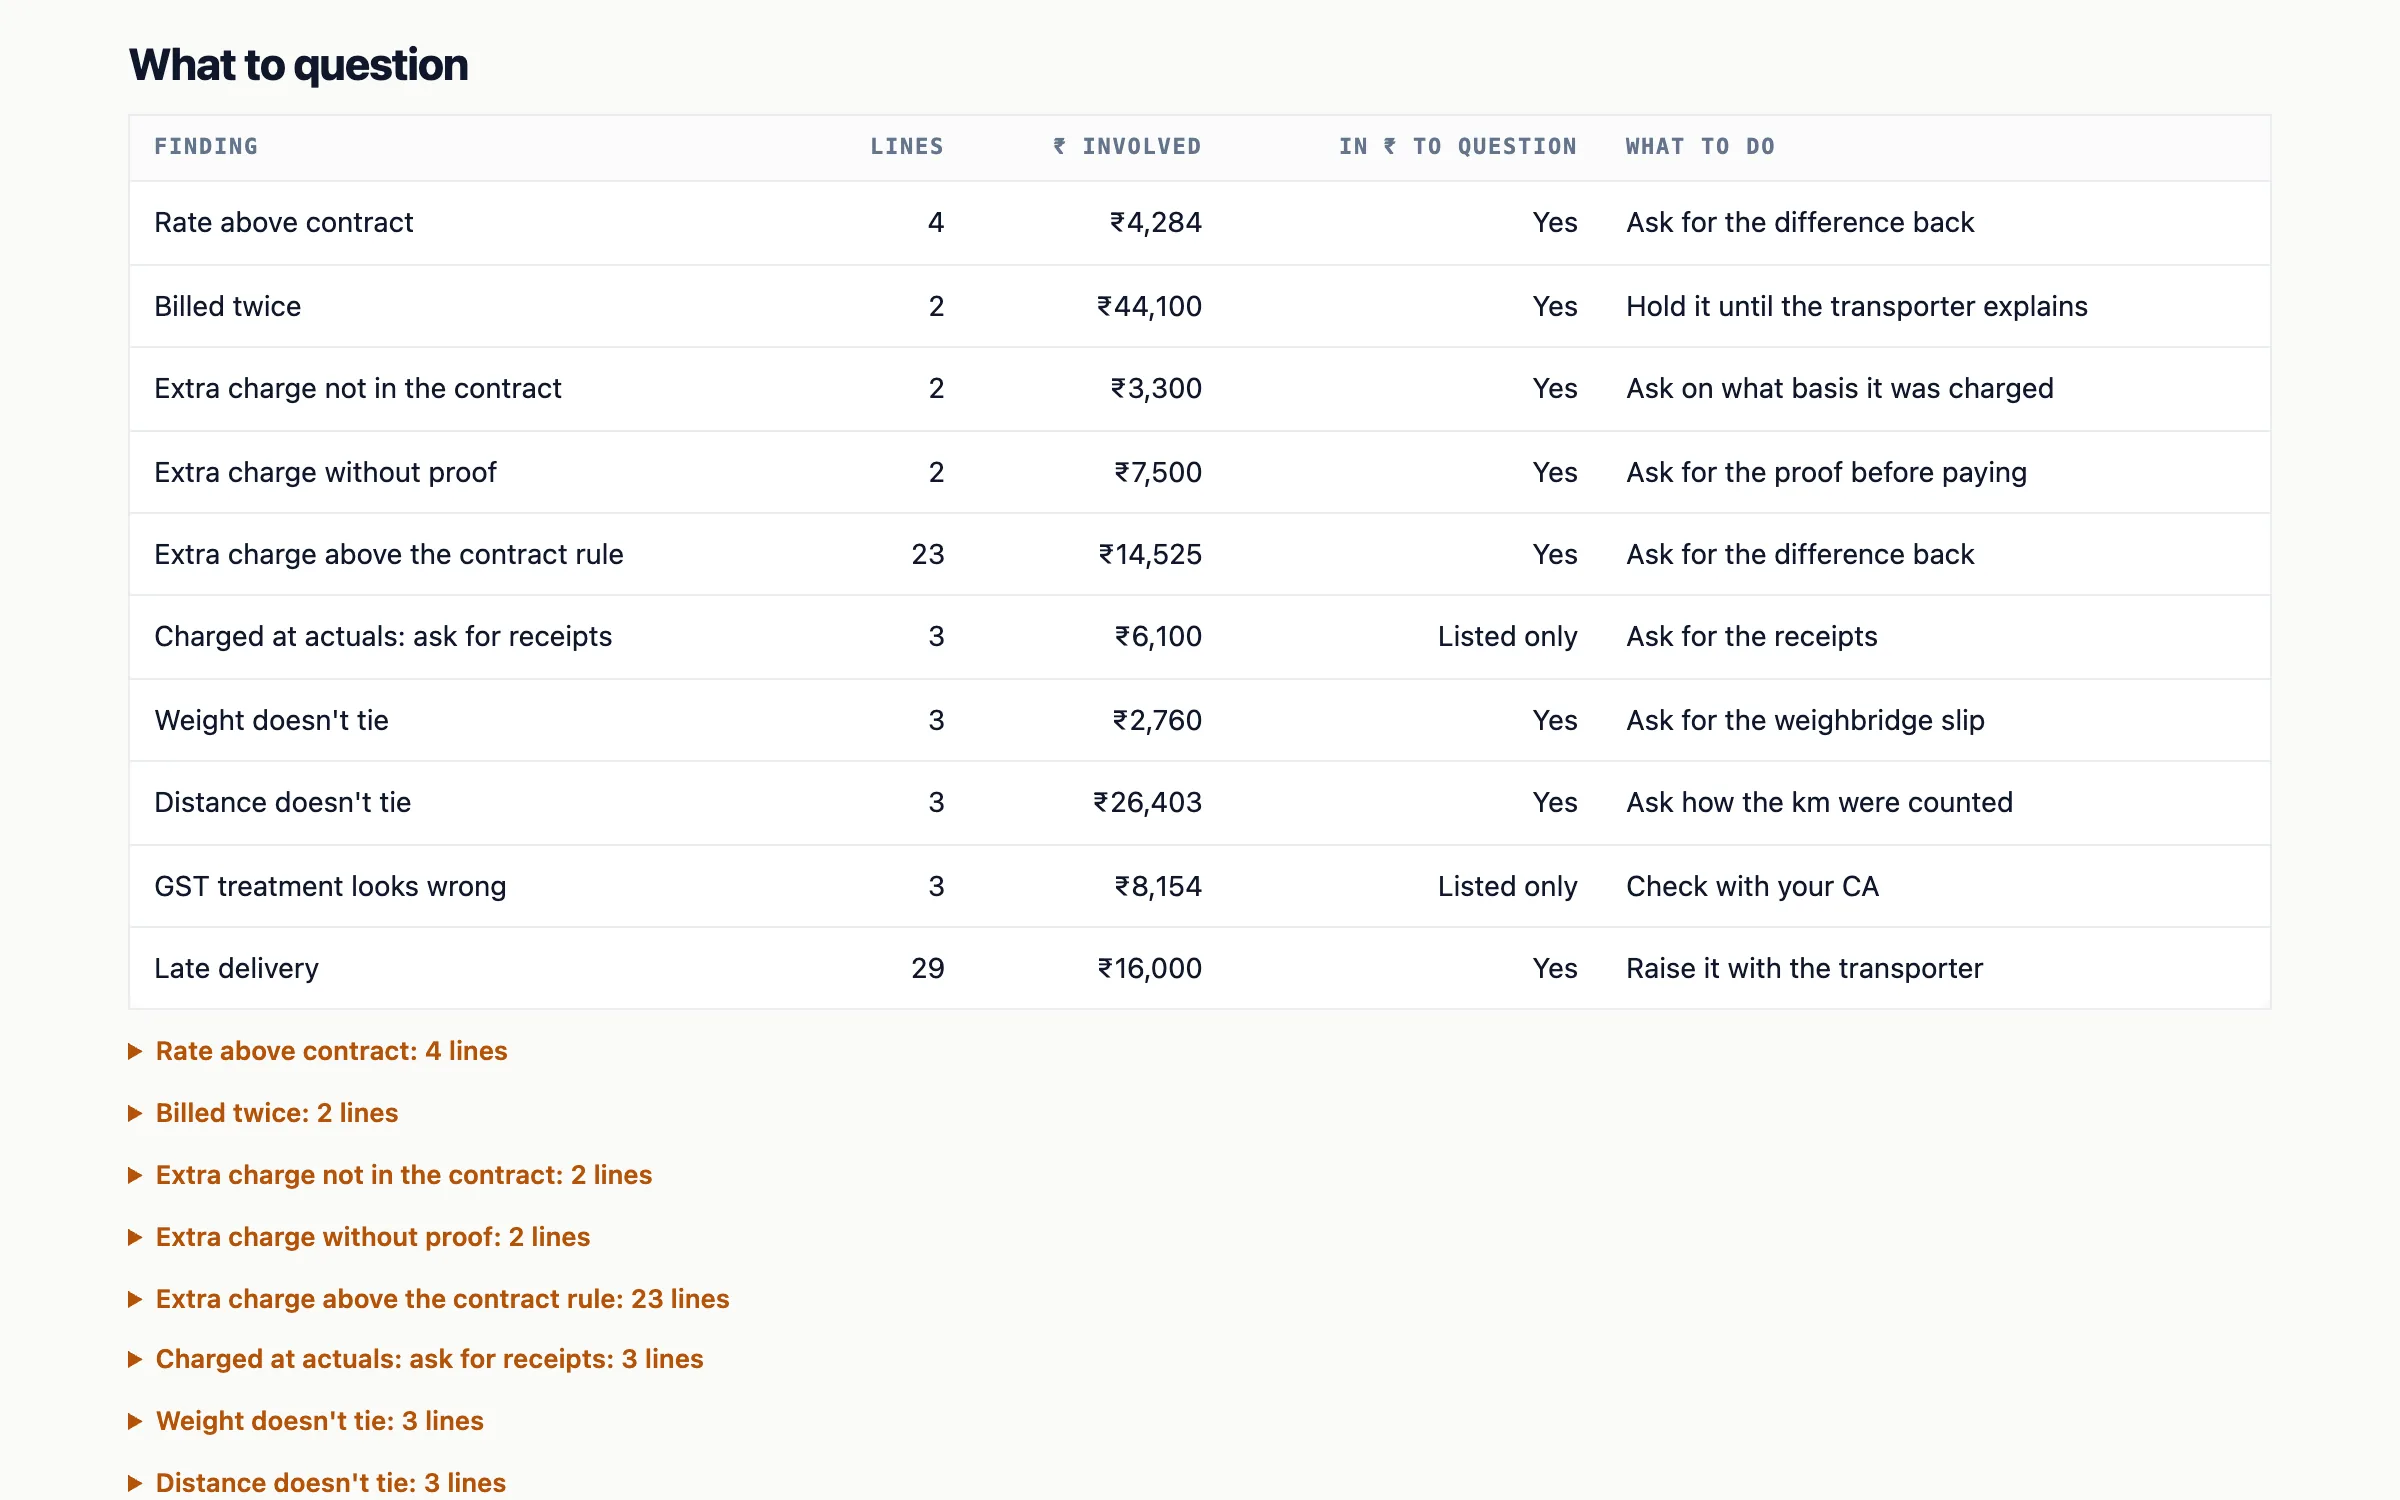 What to question
FINDING LINES ₹ INVOLVED IN ₹ TO QUESTION WHAT TO DO
Rate above contract 4 ₹4,284 Yes Ask for the difference back
Billed twice 2 ₹44,100 Yes Hold it until the transporter explains
Extra charge not in the contract 2 ₹3,300 Yes Ask on what basis it was charged
Extra charge without proof 2 ₹7,500 Yes Ask for the proof before paying
Extra charge above the contract rule 23 ₹14,525 Yes Ask for the difference back
Charged at actuals: ask for receipts 3 ₹6,100 Listed only Ask for the receipts
Weight doesn't tie 3 ₹2,760 Yes Ask for the weighbridge slip
Distance doesn't tie 3 ₹26,403 Yes Ask how the km were counted
GST treatment looks wrong 3 ₹8,154 Listed only Check with your CA
Late delivery 29 ₹16,000 Yes Raise it with the transporter
Rate above contract: 4 lines
Billed twice: 2 lines
Extra charge not in the contract: 2 lines
Extra charge without proof: 2 lines
Extra charge above the contract rule: 23 lines
Charged at actuals: ask for receipts: 3 lines
Weight doesn't tie: 3 lines
Distance doesn't tie: 3 lines